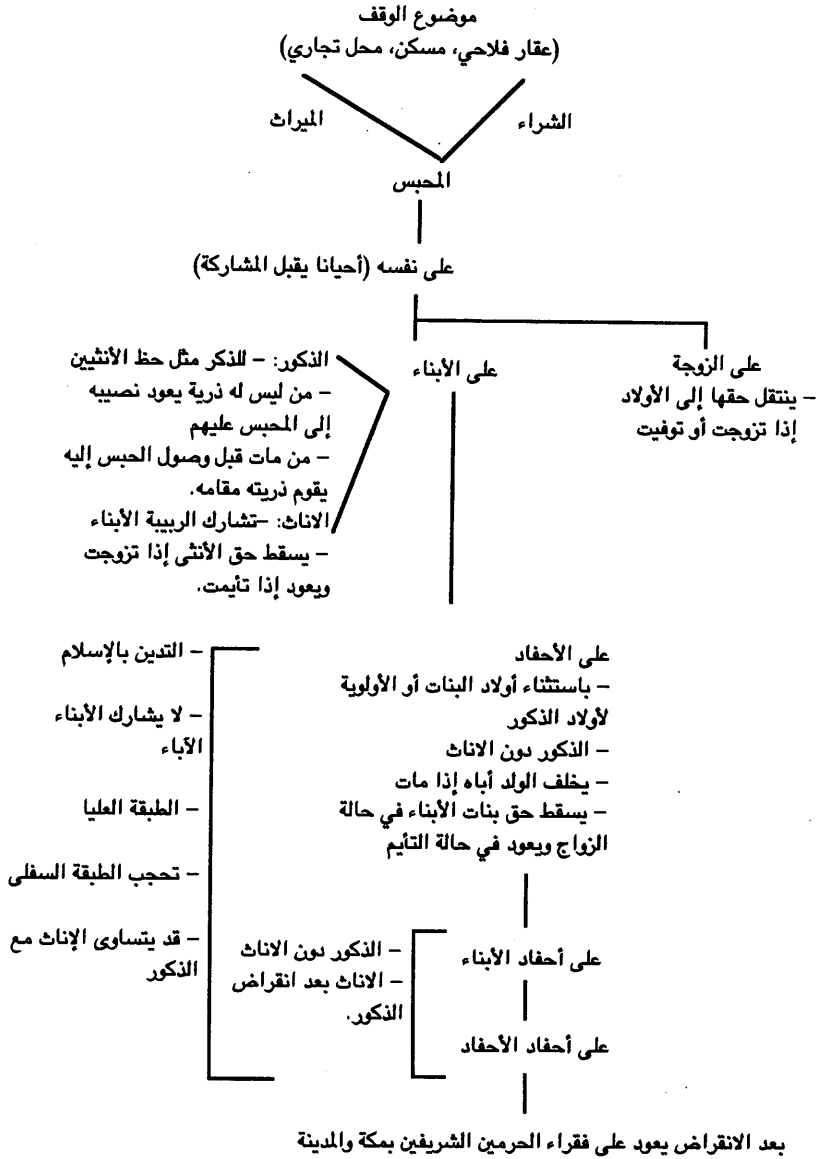 موضوع الوقف
(عقار فلاحي، مسكن، محل تجاري)
الشراء
الميراث
المحبس
على نفسه (أحيانا يقبل المشاركة)
على الزوجة
– ينتقل حقها إلى الأولاد
إذا تزوجت أو توفيت
على الأبناء
الذكور: – للذكر مثل حظ الأنثيين
– من ليس له ذرية يعود نصيبه
إلى المحبس عليهم
– من مات قبل وصول الحبس إليه
يقوم ذريته مقامه.
الاناث: –تشارك الربيبة الأبناء
– يسقط حق الأنثى إذا تزوجت
ويعود إذا تأيمت.
على الأحفاد
– باستثناء أولاد البنات أو الأولوية
لأولاد الذكور
– الذكور دون الاناث
– يخلف الولد أباه إذا مات
– يسقط حق بنات الأبناء في حالة
الزواج ويعود في حالة التأيم
– التدين بالإسلام
– لا يشارك الأبناء
الآباء
– الطبقة العليا
– تحجب الطبقة السفلى
– قد يتساوى الإناث مع
الذكور
على أحفاد الأبناء
– الذكور دون الاناث
– الاناث بعد انقراض
الذكور.
على أحفاد الأحفاد
بعد الانقراض يعود على فقراء الحرمين الشريفين بمكة والمدينة